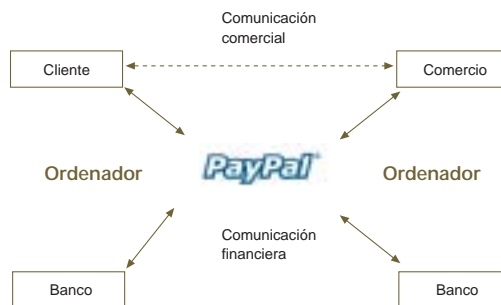 Comunicación
comercial
Cliente
Comercio
Ordenador
PayPal
Ordenador
Comunicación
financiera
Banco
Banco